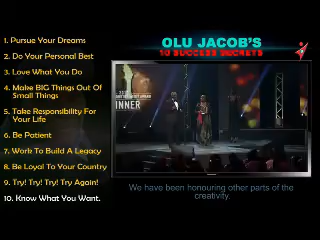 OLU JACOB'S
10 SUCCESS SECRETS
1. Pursue Your Dreams
2. Do Your Personal Best
3. Love What You Do
4. Make BIG Things Out Of
Small Things
5. Take Responsibility For
Your Life
6. Be Patient
7. Work To Build A Legacy
8. Be Loyal To Your Country
9. Try! Try! Try! Try Again!
10. Know What You Want.
INNER
We have been honouring other parts of the
creativity.